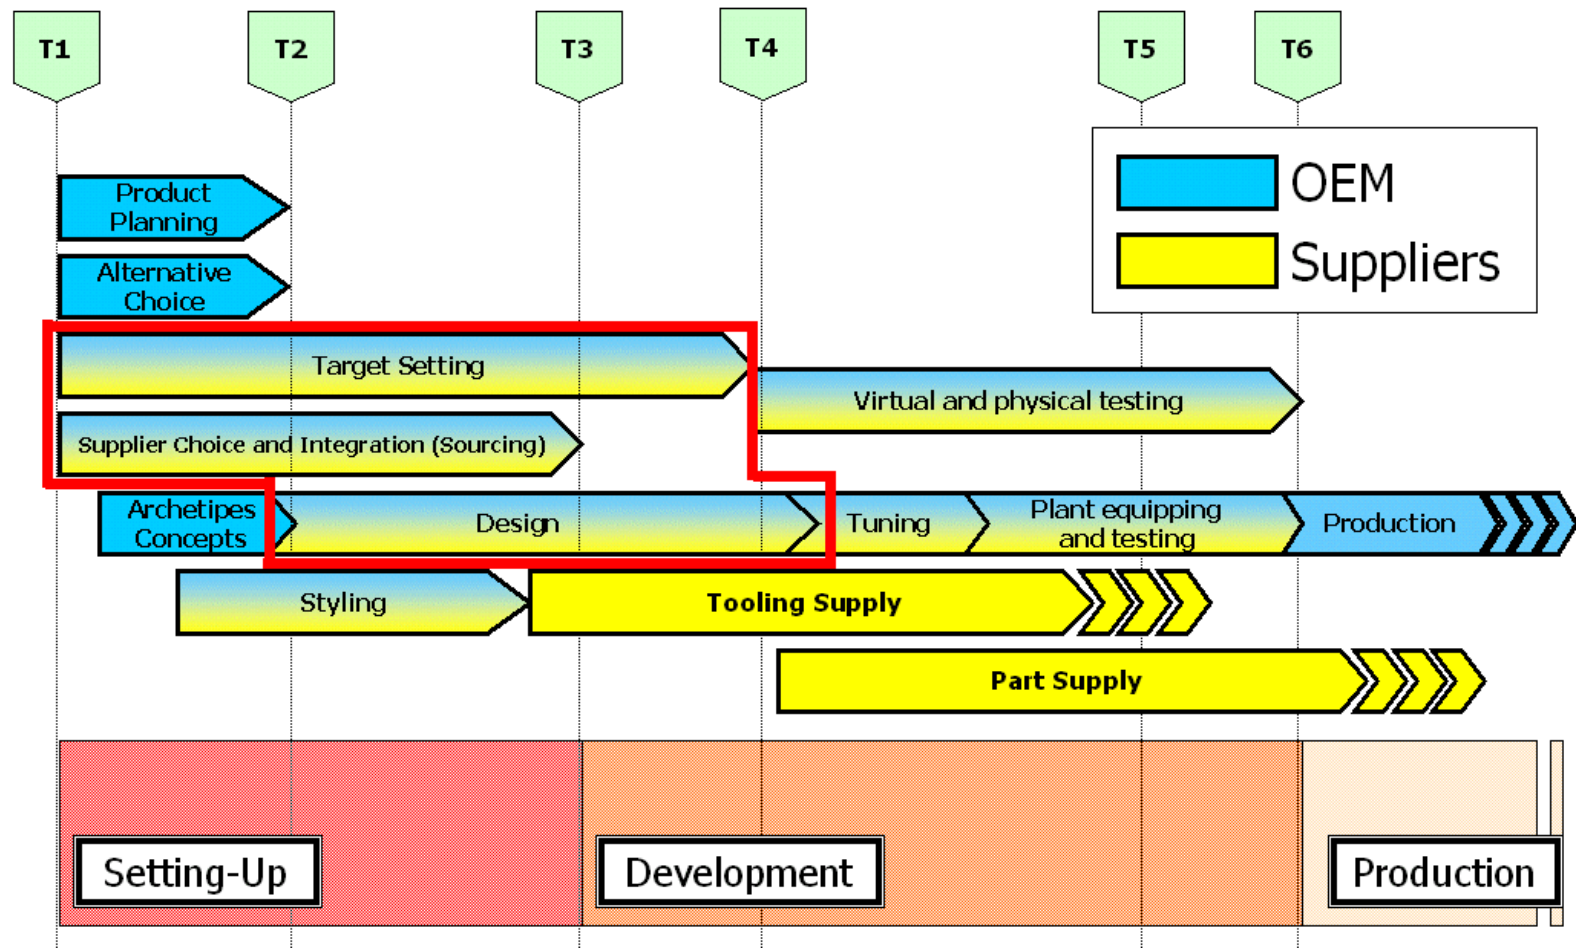 T1
T2
T3
T4
T5
T6
OEM
Suppliers
Product
Planning
Alternative
Choice
Target Setting
Virtual and physical testing
Supplier Choice and Integration (Sourcing)
Archetipes
Concepts
Design
Tuning
Plant equipping
and testing
Production
Styling
Tooling Supply
Part Supply
Setting-Up
Development
Production